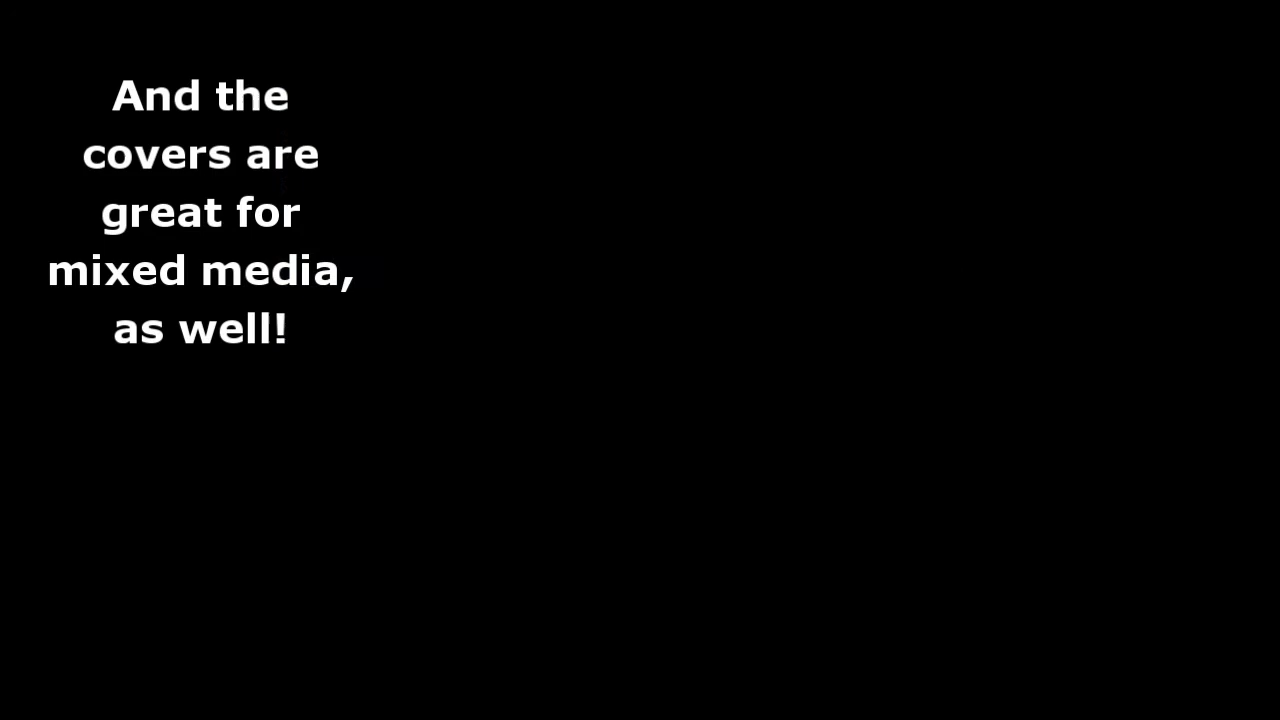 And the
covers are
great for
mixed media,
as well!